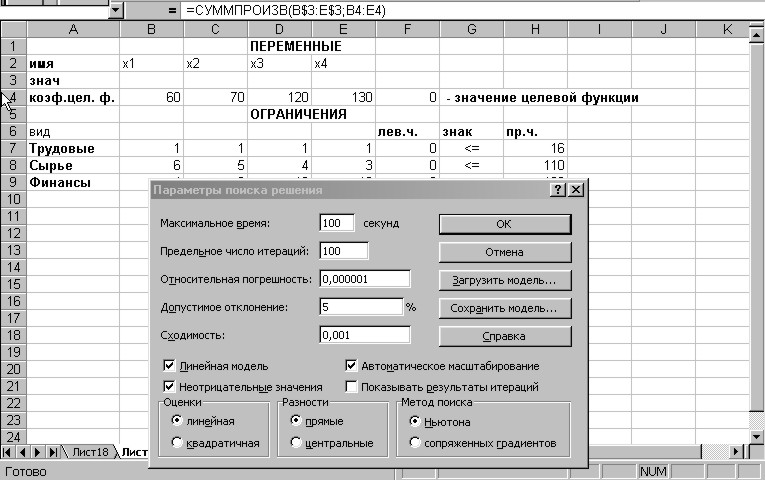 =СУММПРОИЗВ(B$3:E$3;B4:E4)
A B C D E F G H I J K
1 ПЕРЕМЕННЫЕ
2 имя x1 x2 x3 x4
3 знач
4 коэф.цел. ф. 60 70 120 130 0 - значение целевой функции
5 ОГРАНИЧЕНИЯ
6 вид лев.ч. знак пр.ч.
7 Трудовые 1 1 1 1 0 <= 16
8 Сырье 6 5 4 3 0 <= 110
9 Финансы
10
11
12
13
14
15
16
17
18
19
20
21
22
23
24
Параметры поиска решения
Максимальное время: 100 секунд OK
Предельное число итераций: 100 Отмена
Относительная погрешность: 0,000001 Загрузить модель...
Допустимое отклонение: 5 % Сохранить модель...
Сходимость: 0,001 Справка
Линейная модель Автоматическое масштабирование
Неотрицательные значения Показывать результаты итераций
Оценки Разности Метод поиска
линейная прямые Ньютона
квадратичная центральные сопряженных градиентов
Лист18 Лист
Готово NUM